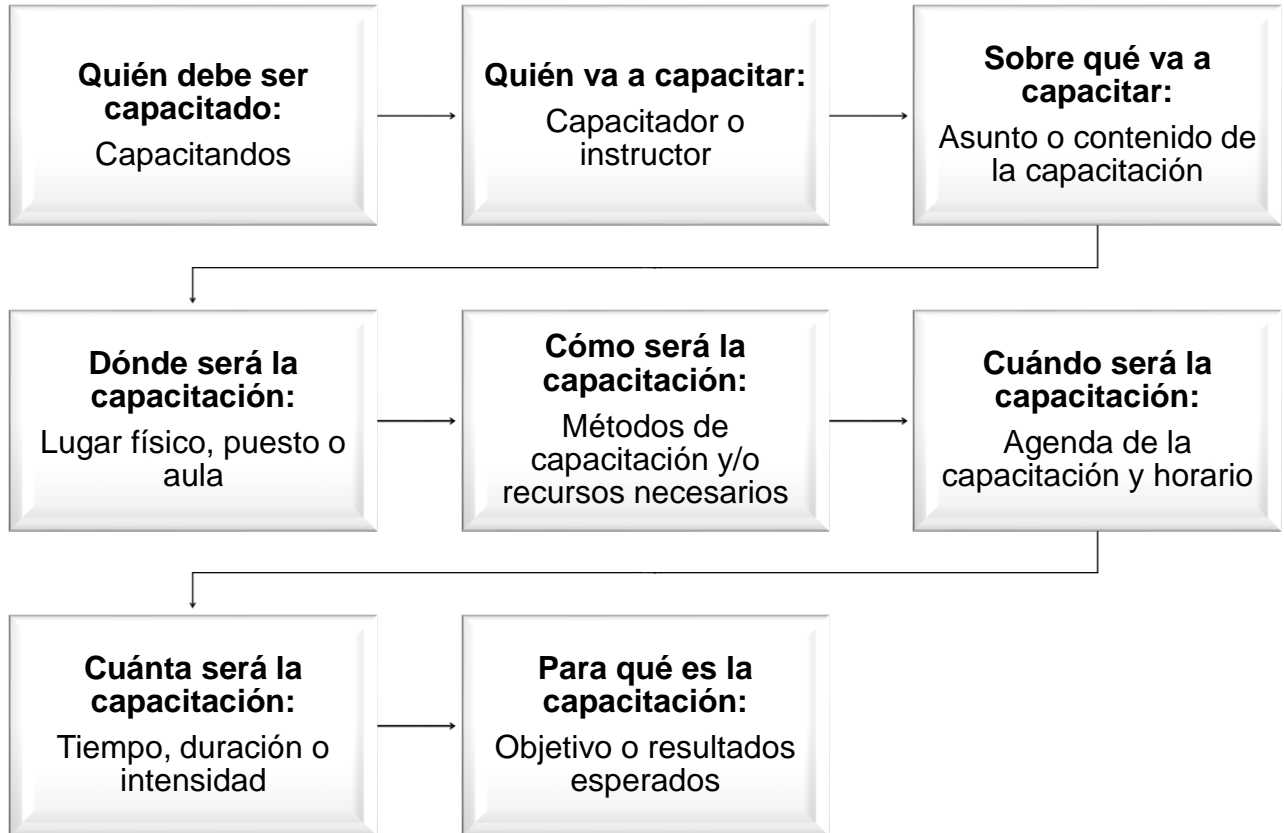 Quién debe ser
capacitado:
Capacitandos
Quién va a capacitar:
Capacitador o
instructor
Sobre qué va a
capacitar:
Asunto o contenido de
la capacitación
Dónde será la
capacitación:
Lugar físico, puesto o
aula
Cómo será la
capacitación:
Métodos de
capacitación y/o
recursos necesarios
Cuándo será la
capacitación:
Agenda de la
capacitación y horario
Cuánta será la
capacitación:
Tiempo, duración o
intensidad
Para qué es la
capacitación:
Objetivo o resultados
esperados